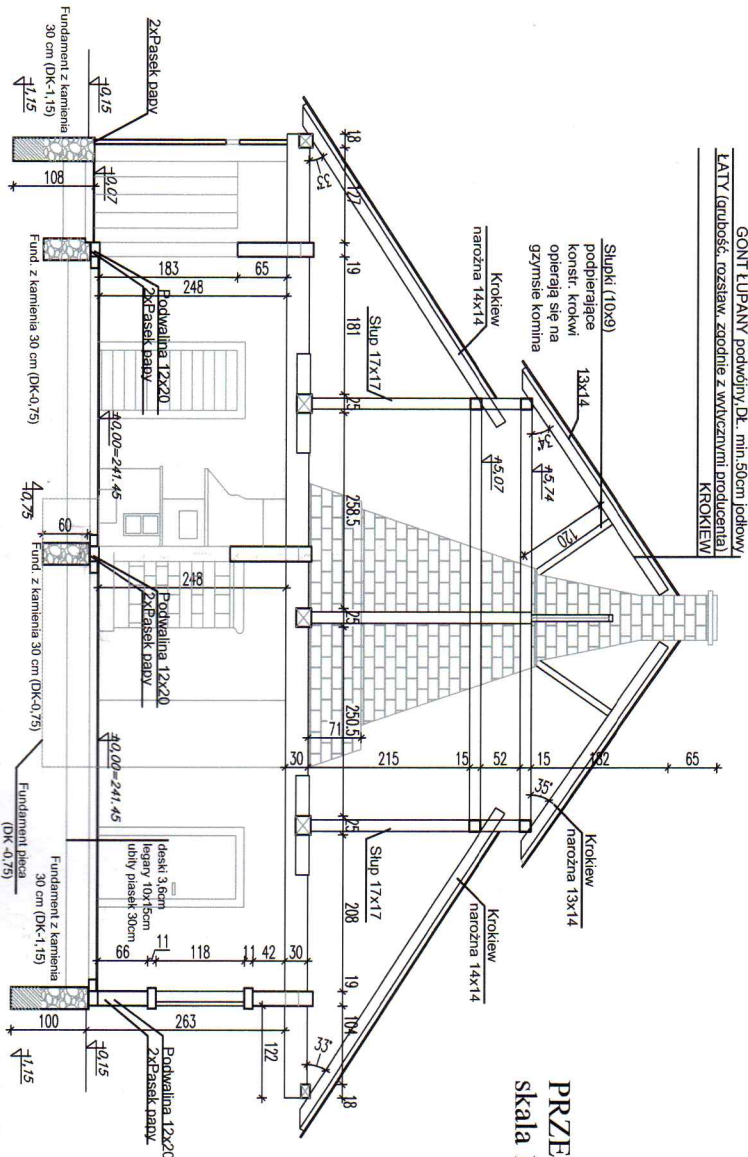 GONT ŁUPANY podwójny,DŁ. min.50cm jodłowy
ŁATY (grubość, rozstaw, zgodnie z wytycznymi producenta)
KROKIEW
Słupki (10x9)
podpierające
konstr. krokwi
opierają się na
gzymsie komina
13x14
Krokiew
narożna 14x14
Słup 17x17
34°
34°
+5,74
+5,07
120
Krokiew
narożna 13x14
35°
Krokiew
narożna 14x14
Słup 17x17
33°
PRZE
skala
18
127
19
181
25
258.5
25
250.5
25
208
19
104
18
122
65
182
15
52
15
215
71
30
2xPasek papy
-0,15
-1,15
Fundament z kamienia
30 cm (DK-1,15)
108
-0,07
183
65
248
Podwalina 12x20
2xPasek papy
Fund. z kamienia 30 cm (DK-0,75)
±0,00=241.45
-0,75
60
248
Podwalina 12x20
2xPasek papy
Fund. z kamienia 30 cm (DK-0,75)
±0,00=241.45
Fundament pieca
(DK -0,75)
deski 3,6cm
legary 10x15cm
ubity piasek 30cm
Fundament z kamienia
30 cm (DK-1,15)
66
11
118
11
42
30
100
263
-0,15
-1,15
Podwalina 12x20
2xPasek papy